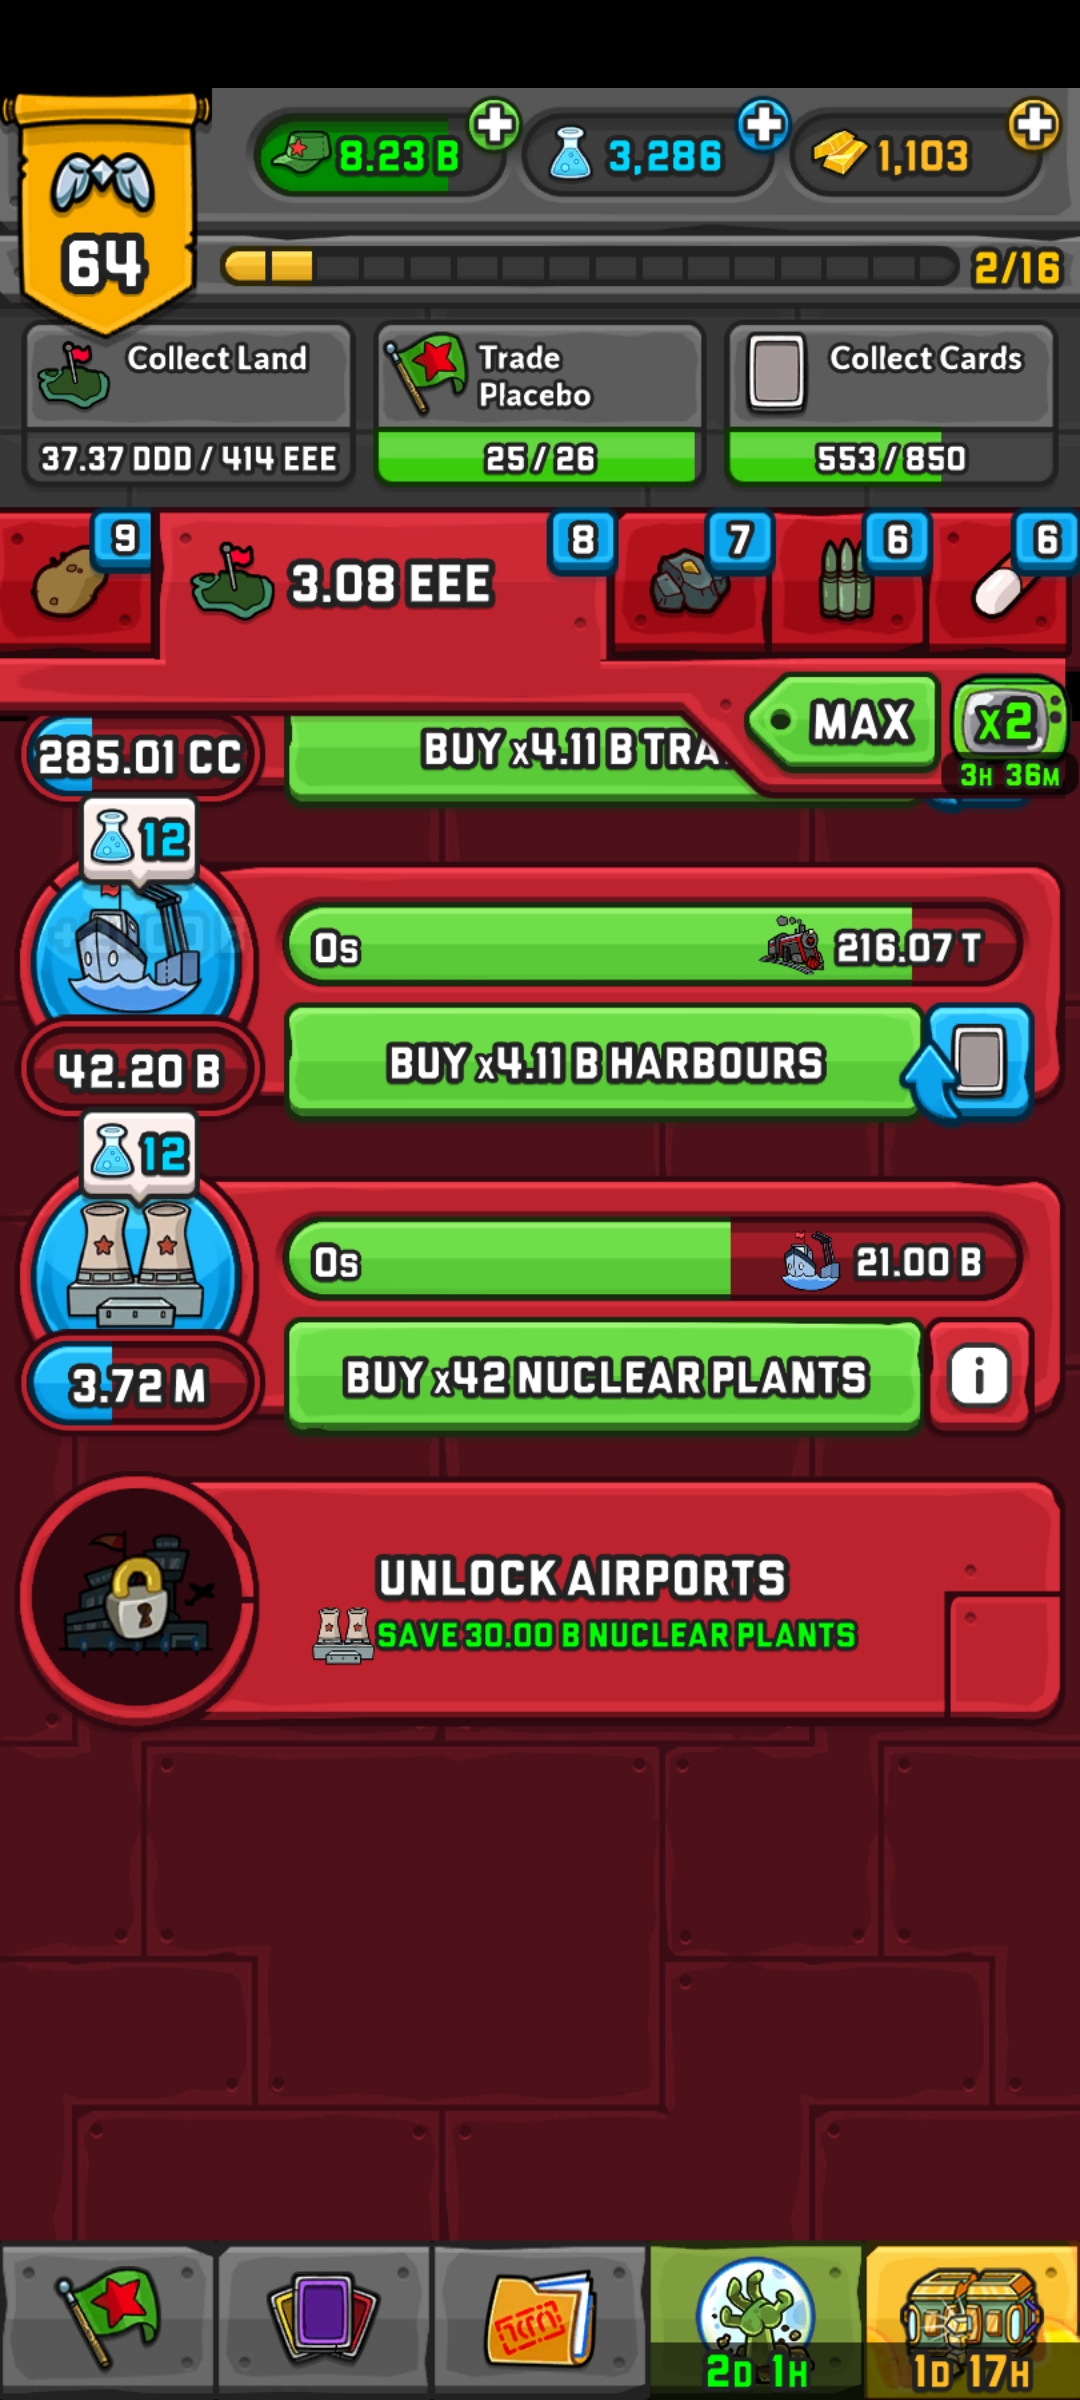 8.23 B
3,286
1,103
64
2/16
Collect Land
37.37 DDD / 414 EEE
Trade
Placebo
25 / 26
Collect Cards
553 / 850
9
3.08 EEE
8
7
6
6
MAX
x2
3H 36M
285.01 CC
BUY x4.11 B TRA
12
0s
216.07 T
42.20 B
BUY x4.11 B HARBOURS
12
0s
21.00 B
3.72 M
BUY x42 NUCLEAR PLANTS
i
UNLOCK AIRPORTS
SAVE 30.00 B NUCLEAR PLANTS
2D 1H
1D 17H